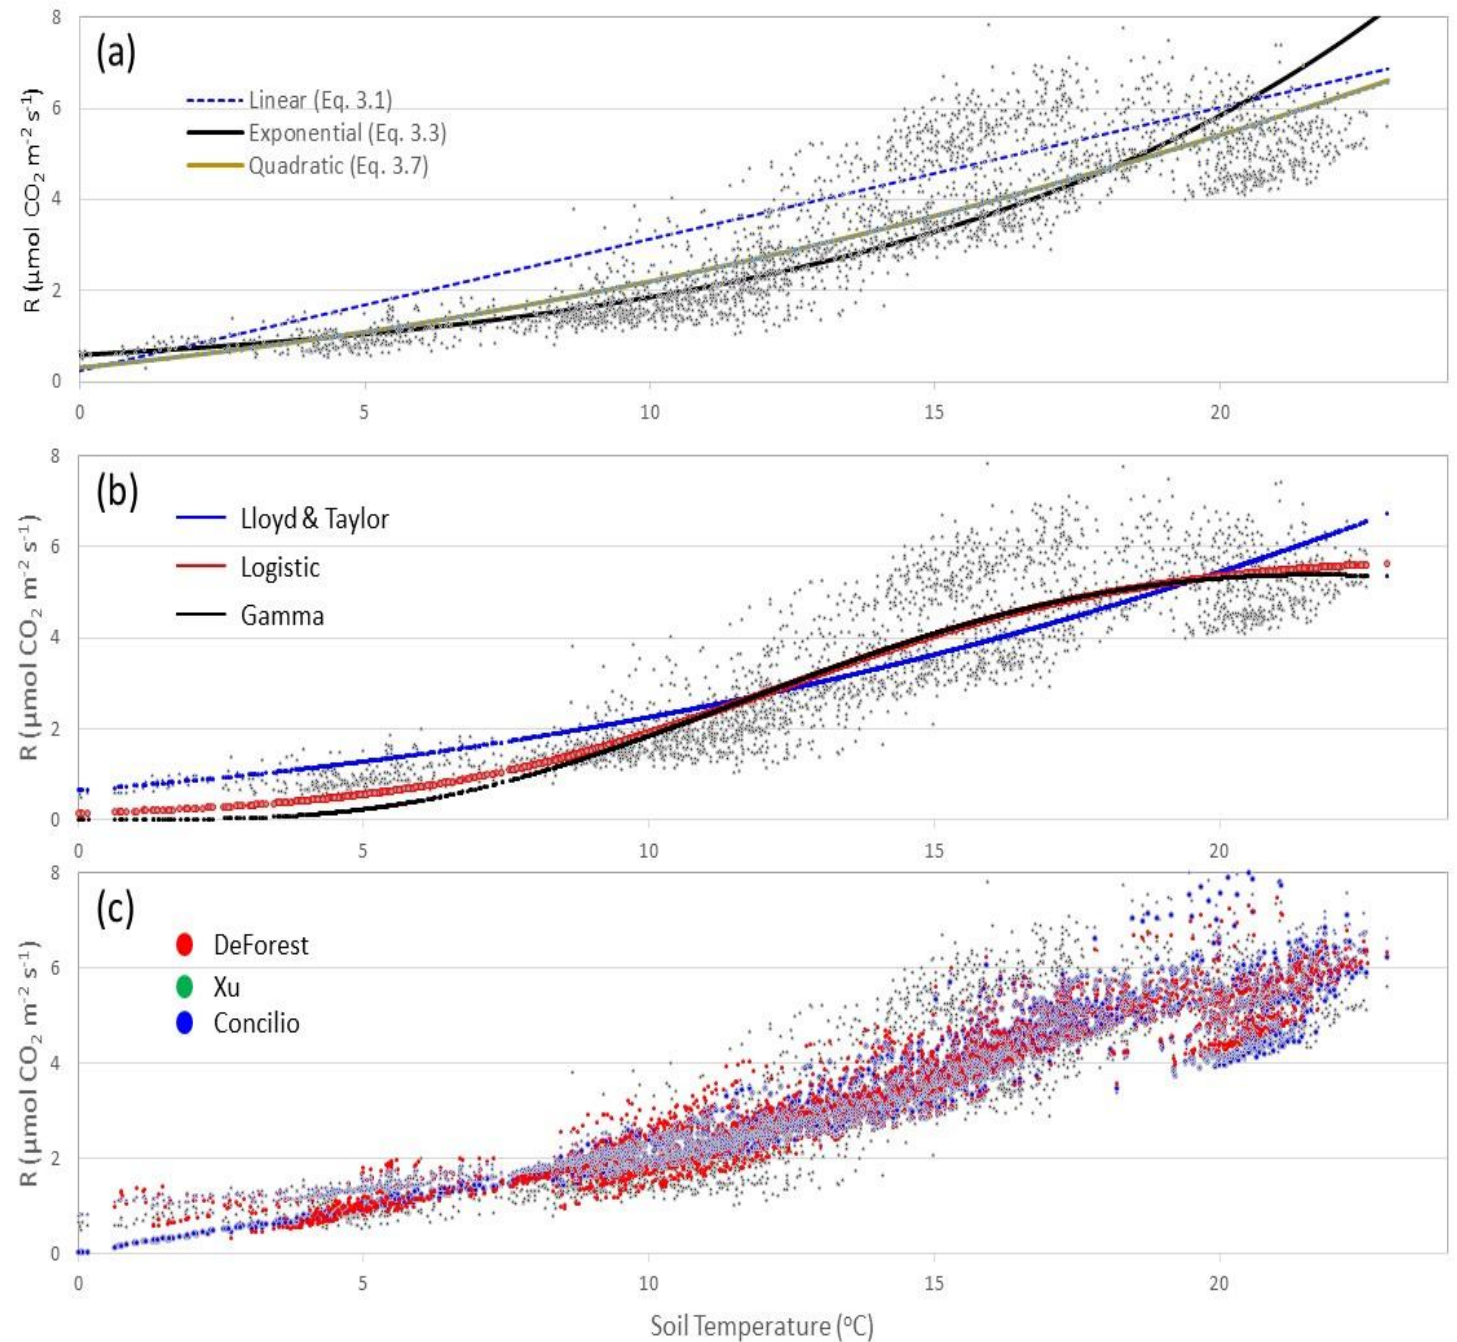 (a)
Linear (Eq. 3.1)
Exponential (Eq. 3.3)
Quadratic (Eq. 3.7)
R (µmol CO₂ m⁻² s⁻¹)
8
6
4
2
0
0 5 10 15 20
(b)
Lloyd & Taylor
Logistic
Gamma
R (µmol CO₂ m⁻² s⁻¹)
8
6
4
2
0
0 5 10 15 20
(c)
DeForest
Xu
Concilio
R (µmol CO₂ m⁻² s⁻¹)
8
6
4
2
0
0 5 10 15 20
Soil Temperature (°C)